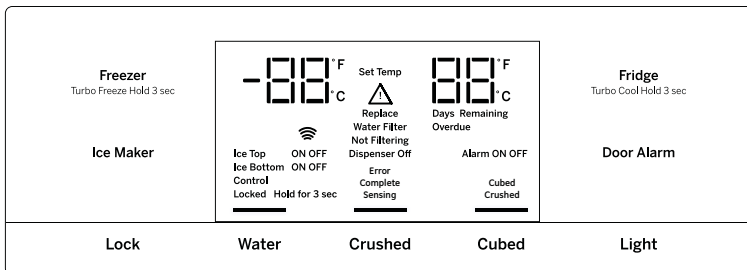 Freezer
Turbo Freeze Hold 3 sec
Ice Maker
-88 °F °C
Set Temp
88 °F °C
Replace
Water Filter
Not Filtering
Dispenser Off
Days Remaining
Overdue
Ice Top ON OFF
Ice Bottom ON OFF
Control
Locked Hold for 3 sec
Error
Complete
Sensing
Alarm ON OFF
Cubed
Crushed
Fridge
Turbo Cool Hold 3 sec
Door Alarm
Lock Water Crushed Cubed Light